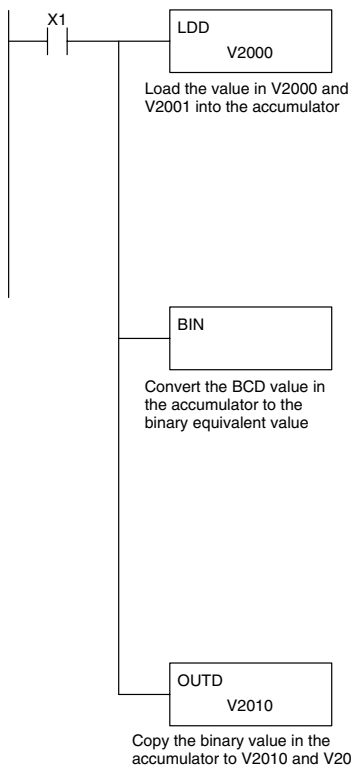 X1
LDD
V2000
Load the value in V2000 and
V2001 into the accumulator
BIN
Convert the BCD value in
the accumulator to the
binary equivalent value
OUTD
V2010
Copy the binary value in the
accumulator to V2010 and V20